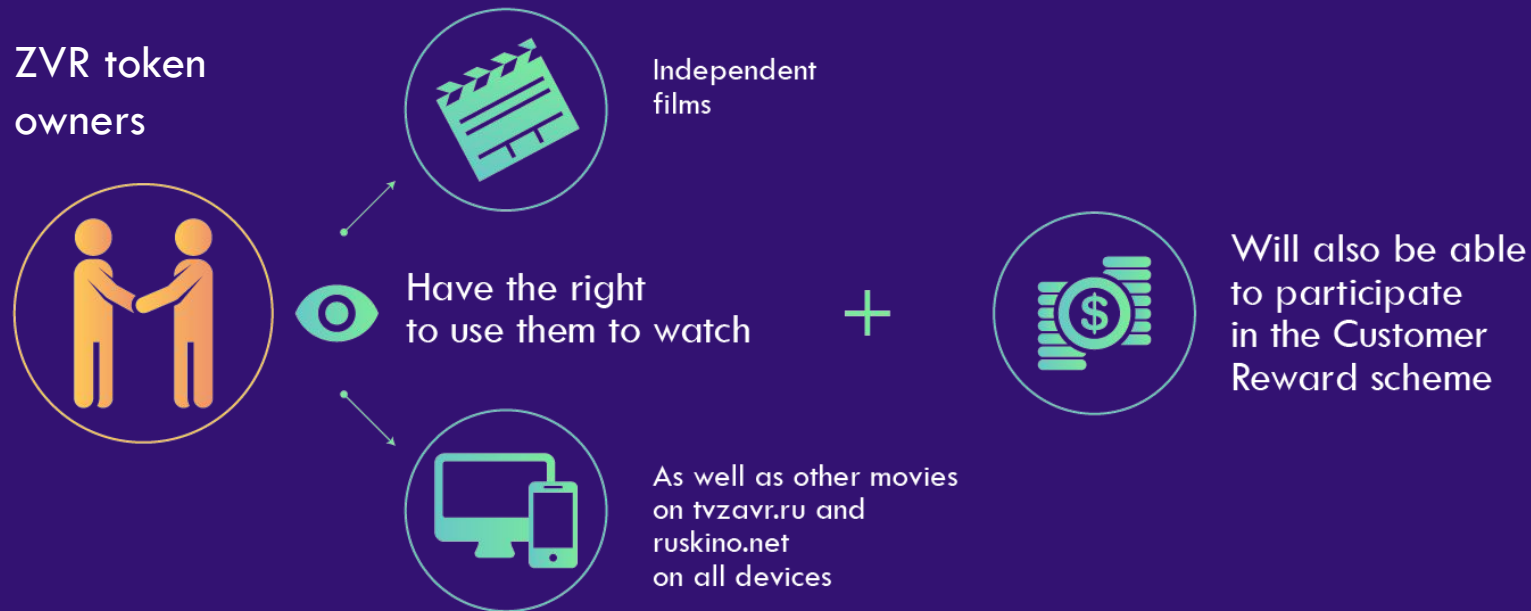 ZVR token
owners
Independent
films
Have the right
to use them to watch
+
$
Will also be able
to participate
in the Customer
Reward scheme
As well as other movies
on tvzavr.ru and
ruskino.net
on all devices